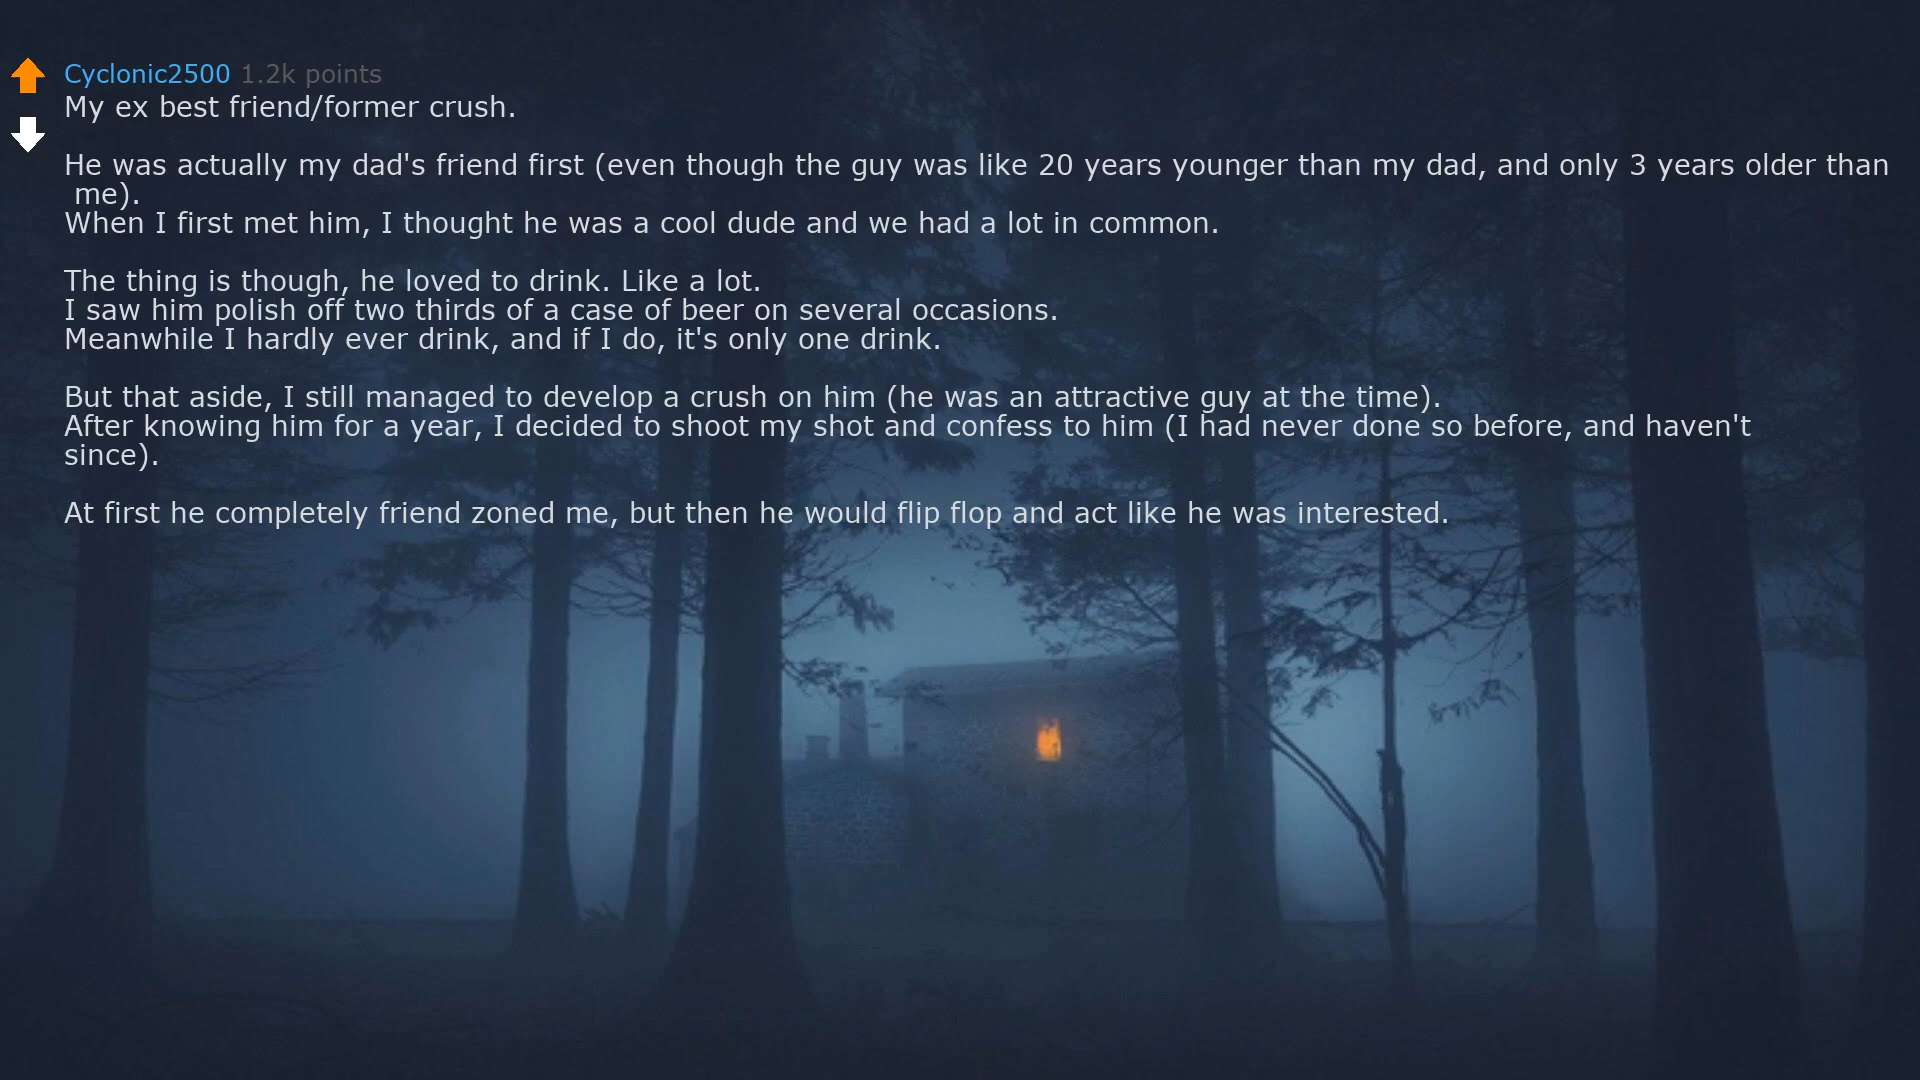 Cyclonic2500 1.2k points
My ex best friend/former crush.
He was actually my dad's friend first (even though the guy was like 20 years younger than my dad, and only 3 years older than
me).
When I first met him, I thought he was a cool dude and we had a lot in common.
The thing is though, he loved to drink. Like a lot.
I saw him polish off two thirds of a case of beer on several occasions.
Meanwhile I hardly ever drink, and if I do, it's only one drink.
But that aside, I still managed to develop a crush on him (he was an attractive guy at the time).
After knowing him for a year, I decided to shoot my shot and confess to him (I had never done so before, and haven't
since).
At first he completely friend zoned me, but then he would flip flop and act like he was interested.